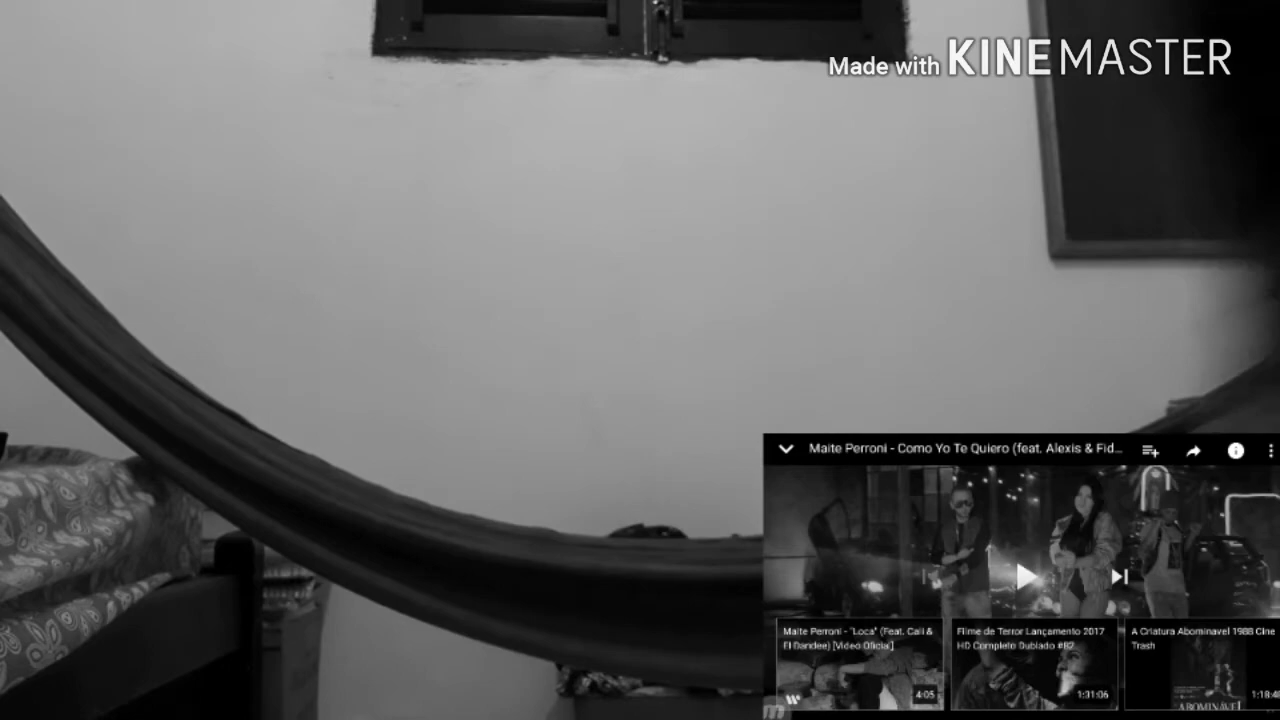 Made with KINEMASTER
Maite Perroni - Como Yo Te Quiero (feat. Alexis & Fid...
Maite Perroni - "Loca" (Feat. Cali &
El Dandee) [Video Oficial]
4:05
Filme de Terror Lançamento 2017
HD Completo Dublado #82
1:31:06
A Criatura Abominavel 1988 Cine
Trash
ABOMINÁVEL
1:18:48